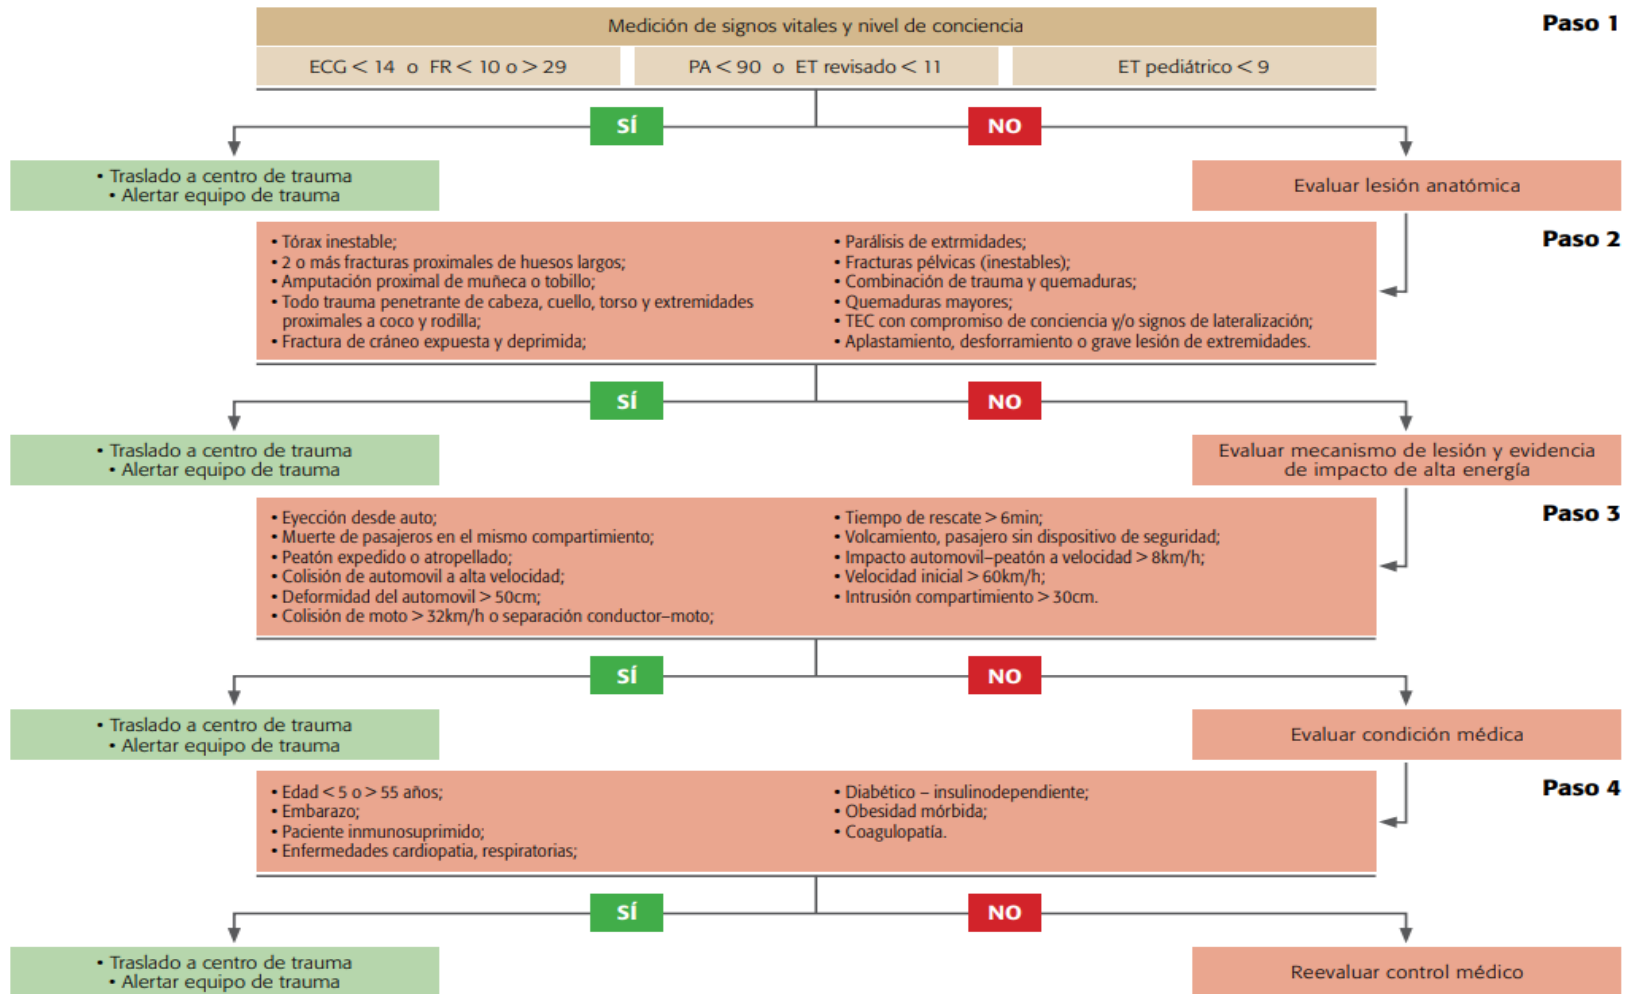 Medición de signos vitales y nivel de conciencia
Paso 1
ECG < 14 o FR < 10 o > 29
PA < 90 o ET revisado < 11
ET pediátrico < 9
SÍ
NO
• Traslado a centro de trauma
• Alertar equipo de trauma
Evaluar lesión anatómica
Paso 2
• Tórax inestable;
• 2 o más fracturas proximales de huesos largos;
• Amputación proximal de muñeca o tobillo;
• Todo trauma penetrante de cabeza, cuello, torso y extremidades
proximales a coco y rodilla;
• Fractura de cráneo expuesta y deprimida;
• Parálisis de extrmidades;
• Fracturas pélvicas (inestables);
• Combinación de trauma y quemaduras;
• Quemaduras mayores;
• TEC con compromiso de conciencia y/o signos de lateralización;
• Aplastamiento, desforramiento o grave lesión de extremidades.
SÍ
NO
• Traslado a centro de trauma
• Alertar equipo de trauma
Evaluar mecanismo de lesión y evidencia
de impacto de alta energía
Paso 3
• Eyección desde auto;
• Muerte de pasajeros en el mismo compartimiento;
• Peatón expedido o atropellado;
• Colisión de automovil a alta velocidad;
• Deformidad del automovil > 50cm;
• Colisión de moto > 32km/h o separación conductor–moto;
• Tiempo de rescate > 6min;
• Volcamiento, pasajero sin dispositivo de seguridad;
• Impacto automovil–peatón a velocidad > 8km/h;
• Velocidad inicial > 60km/h;
• Intrusión compartimiento > 30cm.
SÍ
NO
• Traslado a centro de trauma
• Alertar equipo de trauma
Evaluar condición médica
Paso 4
• Edad < 5 o > 55 años;
• Embarazo;
• Paciente inmunosuprimido;
• Enfermedades cardiopatia, respiratorias;
• Diabético – insulinodependiente;
• Obesidad mórbida;
• Coagulopatía.
SÍ
NO
• Traslado a centro de trauma
• Alertar equipo de trauma
Reevaluar control médico